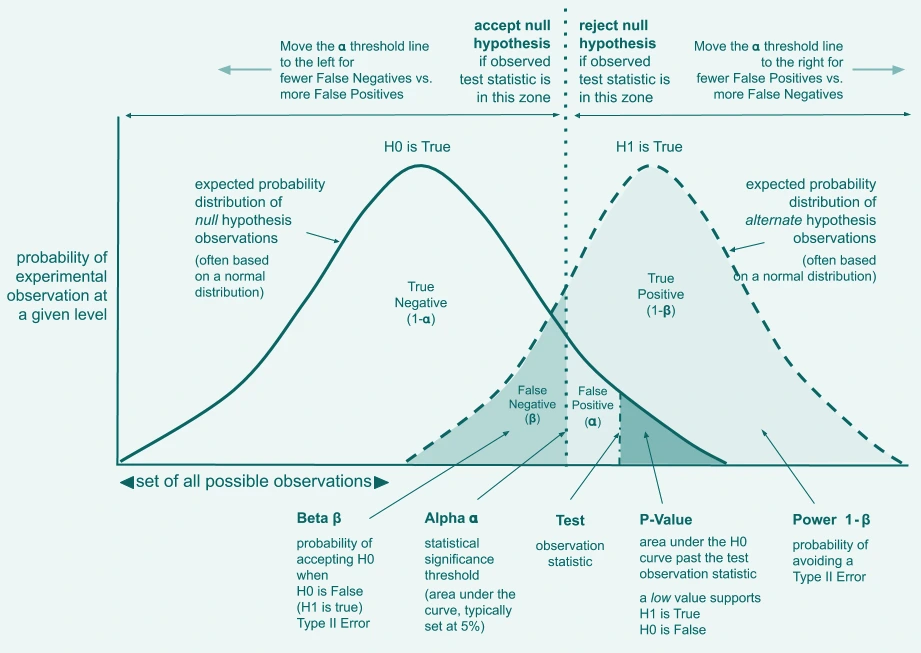 Move the α threshold line
to the left for
fewer False Negatives vs.
more False Positives
accept null
hypothesis
if observed
test statistic is
in this zone
reject null
hypothesis
if observed
test statistic is
in this zone
Move the α threshold line
to the right for
fewer False Positives vs.
more False Negatives
H0 is True
H1 is True
expected probability
distribution of
null hypothesis
observations
(often based
on a normal
distribution)
expected probability
distribution of
alternate hypothesis
observations
(often based
on a normal distribution)
probability of
experimental
observation at
a given level
True
Negative
(1-α)
True
Positive
(1-β)
False
Negative
(β)
False
Positive
(α)
set of all possible observations
Beta β
probability of
accepting H0
when
H0 is False
(H1 is true)
Type II Error
Alpha α
statistical
significance
threshold
(area under the
curve, typically
set at 5%)
Test
observation
statistic
P-Value
area under the H0
curve past the test
observation statistic
a low value supports
H1 is True
H0 is False
Power 1-β
probability of
avoiding a
Type II Error